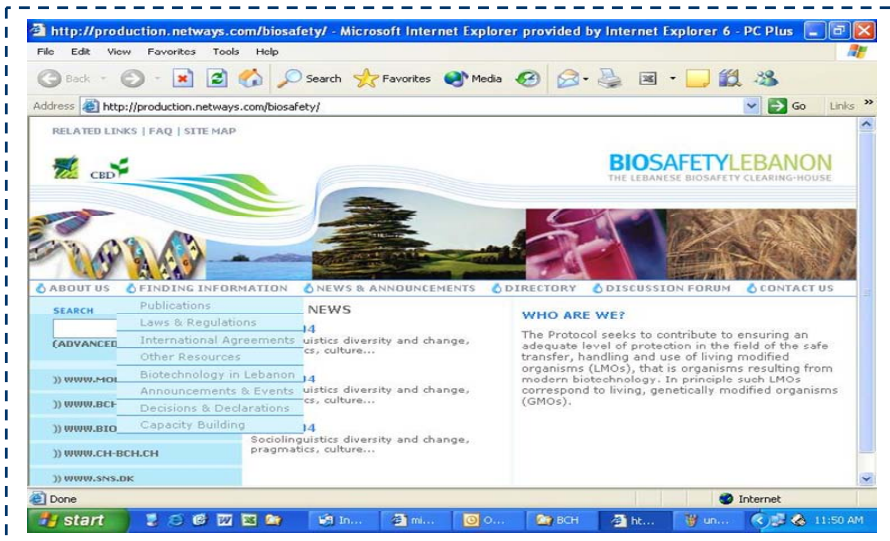 http://production.netways.com/biosafety/ - Microsoft Internet Explorer provided by Internet Explorer 6 - PC Plus
File Edit View Favorites Tools Help
Back Search Favorites Media
Address http://production.netways.com/biosafety/ Go Links »
RELATED LINKS | FAQ | SITE MAP
CBD
BIOSAFETYLEBANON
THE LEBANESE BIOSAFETY CLEARING-HOUSE
ABOUT US FINDING INFORMATION NEWS & ANNOUNCEMENTS DIRECTORY DISCUSSION FORUM CONTACT US
SEARCH
(ADVANCED
)) WWW.MO
)) WWW.BCH
)) WWW.BIO
)) WWW.CH-BCH.CH
)) WWW.SNS.DK
Publications
Laws & Regulations
International Agreements
Other Resources
Biotechnology in Lebanon
Announcements & Events
Decisions & Declarations
Capacity Building
NEWS
14
uistics diversity and change,
cs, culture...
14
uistics diversity and change,
cs, culture...
14
Sociolinguistics diversity and change,
pragmatics, culture...
WHO ARE WE?
The Protocol seeks to contribute to ensuring an
adequate level of protection in the field of the safe
transfer, handling and use of living modified
organisms (LMOs), that is organisms resulting from
modern biotechnology. In principle such LMOs
correspond to living, genetically modified organisms
(GMOs).
Done Internet
start In... mi... O... BCH ht... un... 11:50 AM